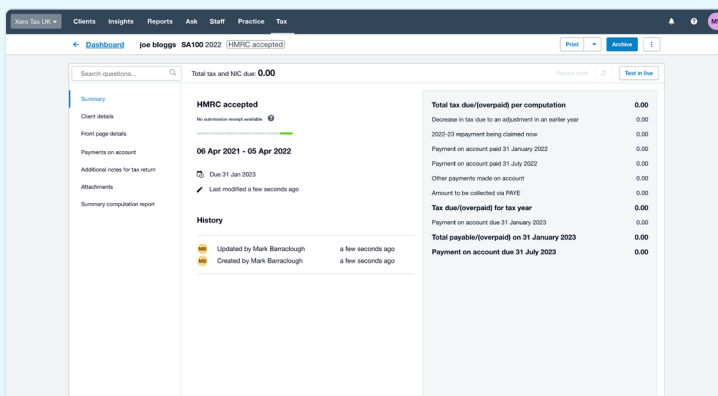 Xero Tax UK
Clients Insights Reports Ask Staff Practice Tax
← Dashboard joe bloggs SA100 2022 HMRC accepted
Print Archive
Search questions... Total tax and NIC due: 0.00
Test in live
Summary
Client details
Front page details
Payments on account
Additional notes for tax return
Attachments
Summary computation report
HMRC accepted
No submission receipt available
06 Apr 2021 - 05 Apr 2022
Due 31 Jan 2023
Last modified a few seconds ago
History
MB Updated by Mark Barraclough a few seconds ago
MB Created by Mark Barraclough a few seconds ago
Total tax due/(overpaid) per computation 0.00
Decrease in tax due to an adjustment in an earlier year 0.00
2022-23 repayment being claimed now 0.00
Payment on account paid 31 January 2022 0.00
Payment on account paid 31 July 2022 0.00
Other payments made on account 0.00
Amount to be collected via PAYE 0.00
Tax due/(overpaid) for tax year 0.00
Payment on account due 31 January 2023 0.00
Total payable/(overpaid) on 31 January 2023 0.00
Payment on account due 31 July 2023 0.00